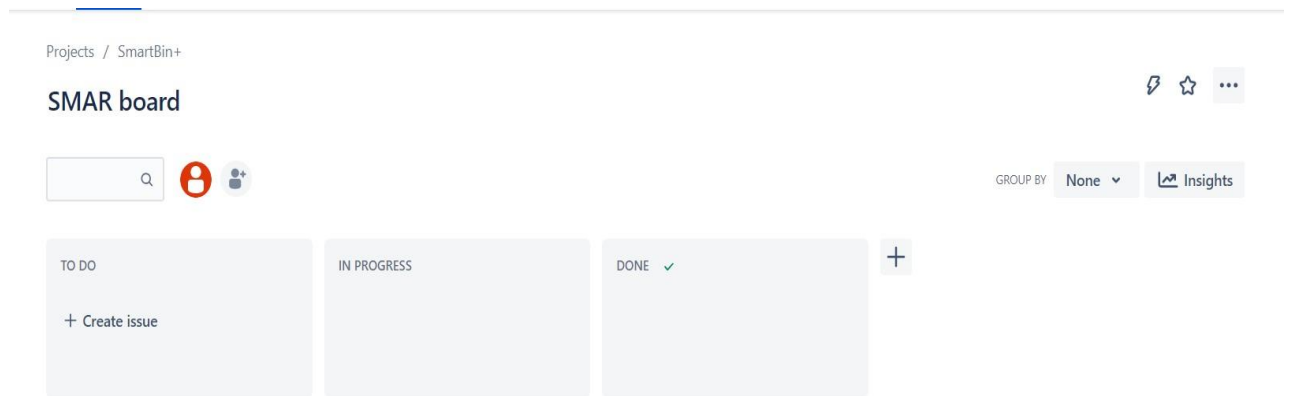 Projects / SmartBin+
SMAR board
GROUP BY None Insights
TO DO
IN PROGRESS
DONE
+ Create issue